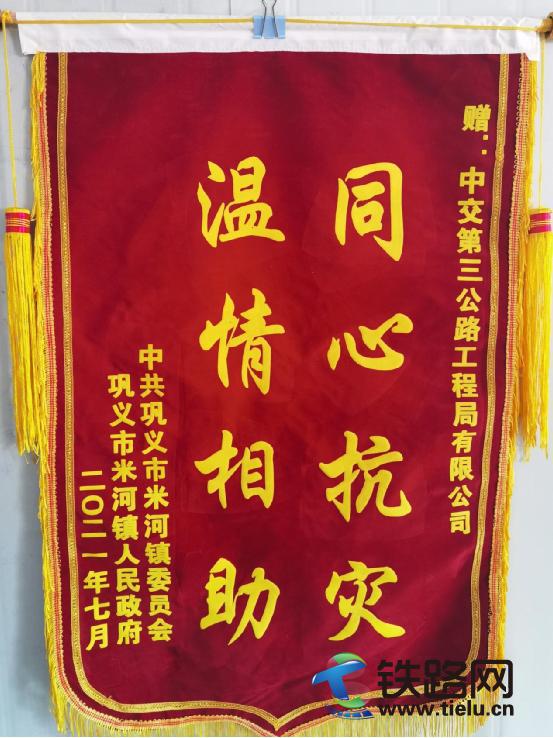 赠：中交第三公路工程局有限公司
同心抗灾
温情相助
中共巩义市米河镇委员会
巩义市米河镇人民政府
二〇二一年七月
铁路网
www.tielu.cn